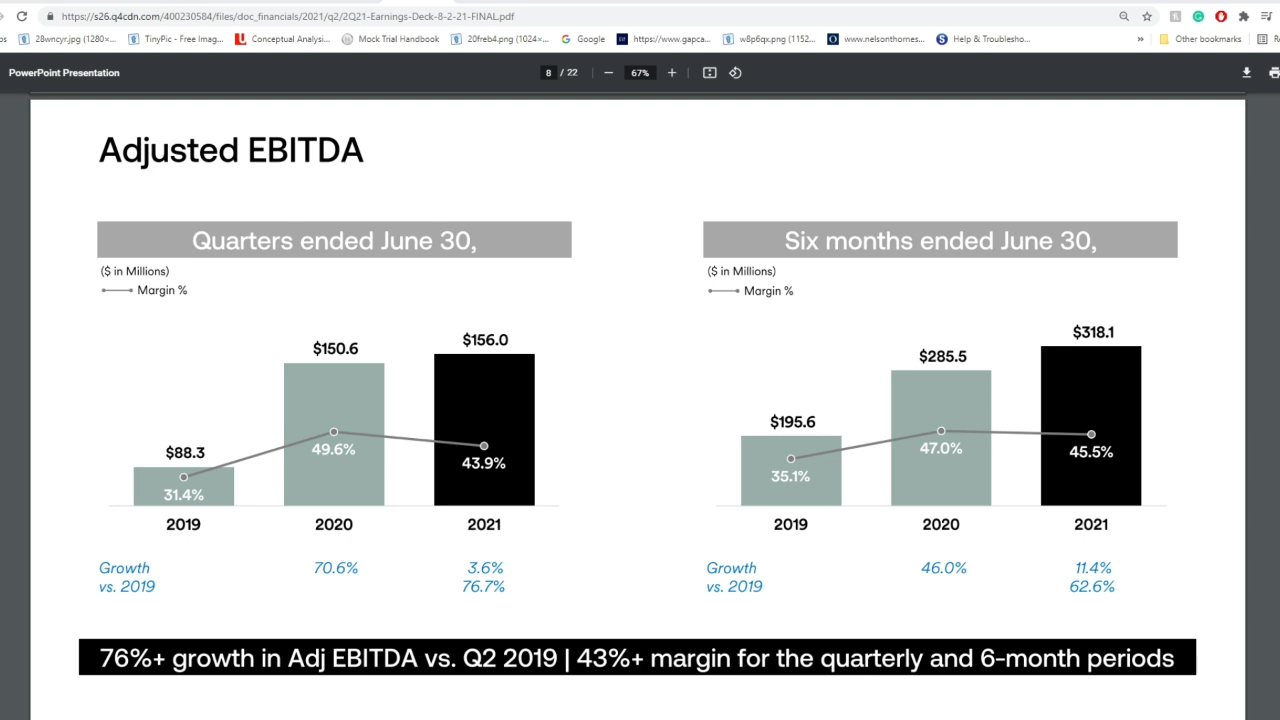 https://s26.q4cdn.com/400230584/files/doc_financials/2021/q2/2Q21-Earnings-Deck-8-2-21-FINAL.pdf
28wncyr.jpg (1280×...
TinyPic - Free Imag...
Conceptual Analysi...
Mock Trial Handbook
20freb4.png (1024×...
Google
https://www.gapca...
w8p6qx.png (1152...
www.nelsonthornes...
Help & Troublesho...
»
Other bookmarks
PowerPoint Presentation
8 / 22
67%
Adjusted EBITDA
Quarters ended June 30,
($ in Millions)
Margin %
$88.3
$150.6
$156.0
31.4%
49.6%
43.9%
2019
2020
2021
Growth
70.6%
3.6%
vs. 2019
76.7%
Six months ended June 30,
($ in Millions)
Margin %
$195.6
$285.5
$318.1
35.1%
47.0%
45.5%
2019
2020
2021
Growth
46.0%
11.4%
vs. 2019
62.6%
76%+ growth in Adj EBITDA vs. Q2 2019 | 43%+ margin for the quarterly and 6-month periods